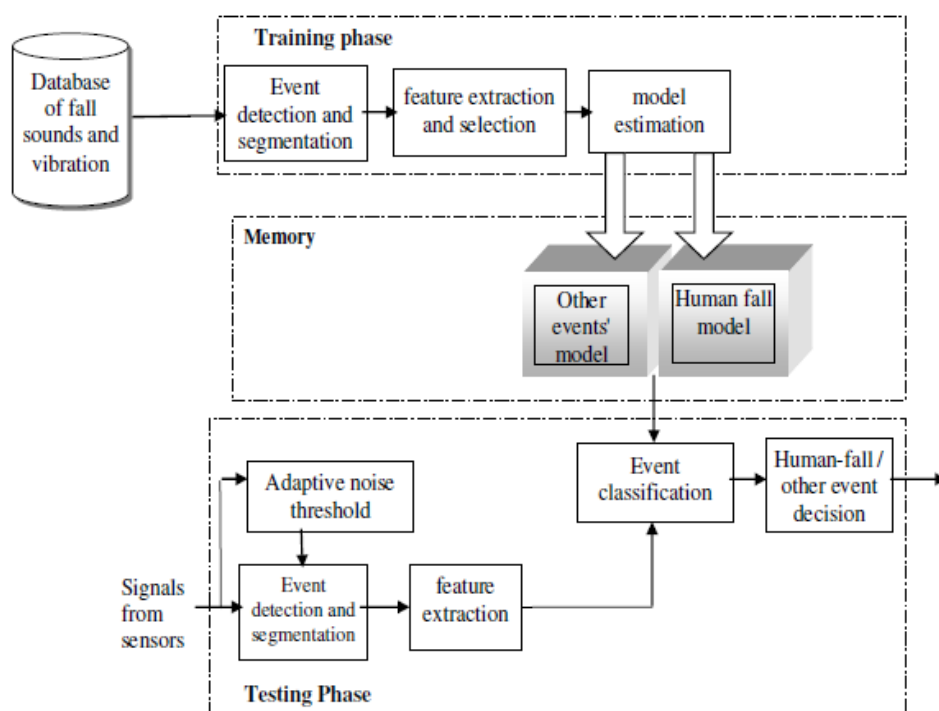 Training phase
Database
of fall
sounds and
vibration
Event
detection and
segmentation
feature extraction
and selection
model
estimation
Memory
Other
events'
model
Human fall
model
Adaptive noise
threshold
Event
classification
Human-fall /
other event
decision
Signals
from
sensors
Event
detection and
segmentation
feature
extraction
Testing Phase